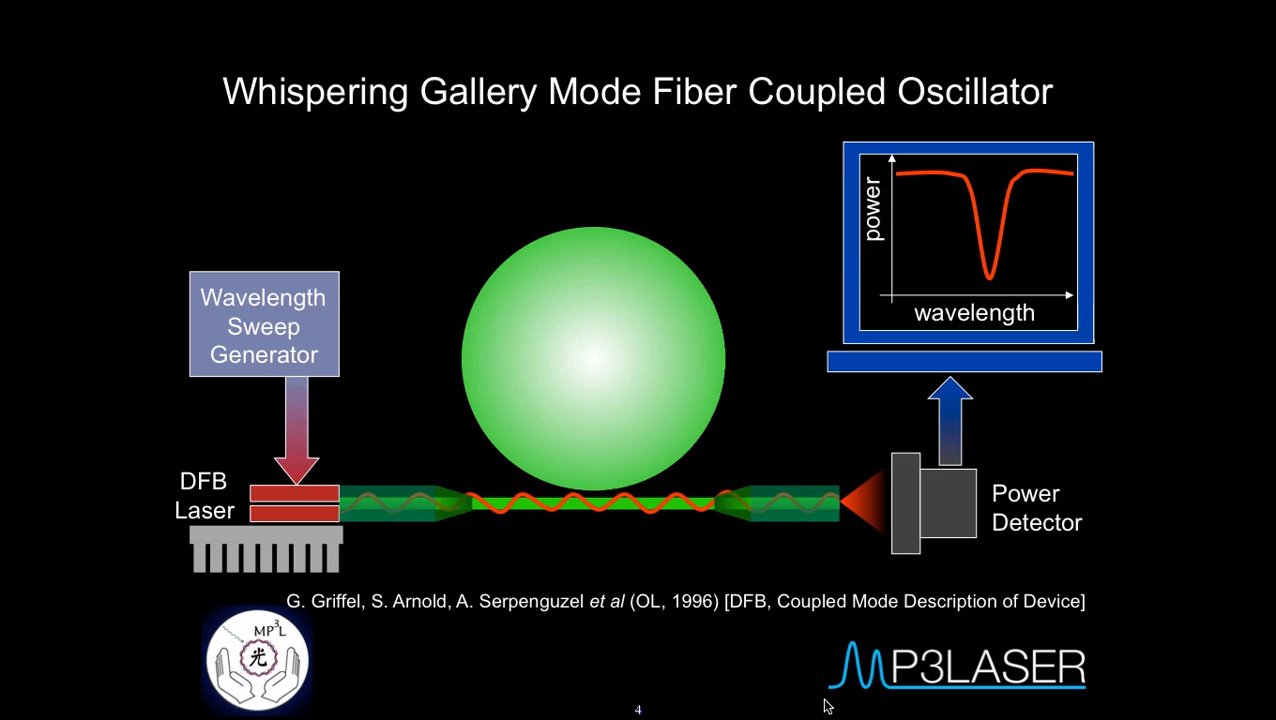 Whispering Gallery Mode Fiber Coupled Oscillator
power
wavelength
Wavelength
Sweep
Generator
DFB
Laser
Power
Detector
G. Griffel, S. Arnold, A. Serpenguzel et al (OL, 1996) [DFB, Coupled Mode Description of Device]
MP3L
光
MP3LASER
4